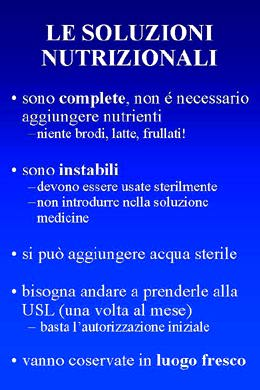 LE SOLUZIONI
NUTRIZIONALI
• sono complete, non é necessario
aggiungere nutrienti
– niente brodi, latte, frullati!
• sono instabili
– devono essere usate sterilmente
– non introdurre nella soluzione
medicine
• si può aggiungere acqua sterile
• bisogna andare a prenderle alla
USL (una volta al mese)
– basta l'autorizzazione iniziale
• vanno coservate in luogo fresco